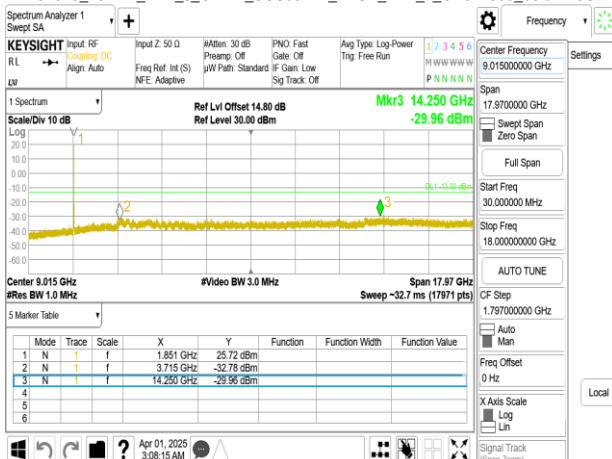 Spectrum Analyzer 1
Swept SA
Frequency
KEYSIGHT
RL
Input: RF
Coupling: DC
Align: Auto
Input Z: 50 Ω
Freq Ref: Int (S)
NFE: Adaptive
#Atten: 30 dB
Preamp: Off
µW Path: Standard
PNO: Fast
Gate: Off
IF Gain: Low
Sig Track: Off
Avg Type: Log-Power
Trig: Free Run
1 2 3 4 5 6
M W W W W W
P N N N N N
Center Frequency
9.015000000 GHz
Settings
Span
17.9700000 GHz
Swept Span
Zero Span
Full Span
Start Freq
30.000000 MHz
Stop Freq
18.000000000 GHz
AUTO TUNE
CF Step
1.797000000 GHz
Auto
Man
Freq Offset
0 Hz
X Axis Scale
Log
Lin
Local
Signal Track
1 Spectrum
Scale/Div 10 dB
Ref Lvl Offset 14.80 dB
Ref Level 30.00 dBm
Mkr3 14.250 GHz
-29.96 dBm
Log
20.0
10.0
0.00
-10.0
-20.0
-30.0
-40.0
-50.0
-60.0
1
2
3
DL1 -13.00 dBm
Center 9.015 GHz
#Res BW 1.0 MHz
#Video BW 3.0 MHz
Span 17.97 GHz
Sweep ~32.7 ms (17971 pts)
5 Marker Table
Mode Trace Scale X Y Function Function Width Function Value
1 N 1 f 1.851 GHz 25.72 dBm
2 N 1 f 3.715 GHz -32.78 dBm
3 N 1 f 14.250 GHz -29.96 dBm
4
5
6
?
Apr 01, 2025
3:08:15 AM